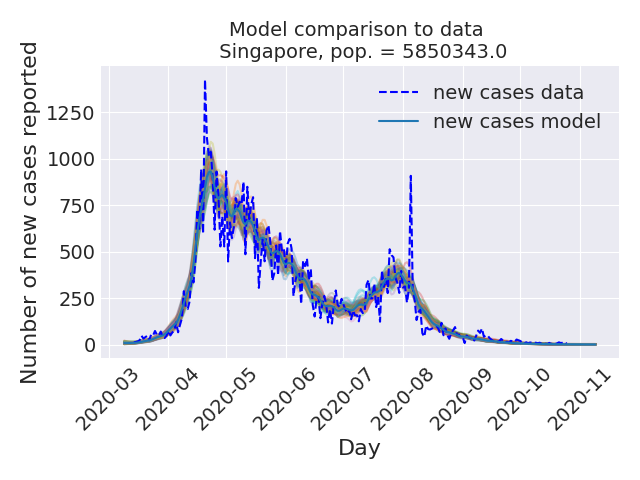 Model comparison to data
Singapore, pop. = 5850343.0
Number of new cases reported
1250
1000
750
500
250
0
new cases data
new cases model
2020-03
2020-04
2020-05
2020-06
2020-07
2020-08
2020-09
2020-10
2020-11
Day